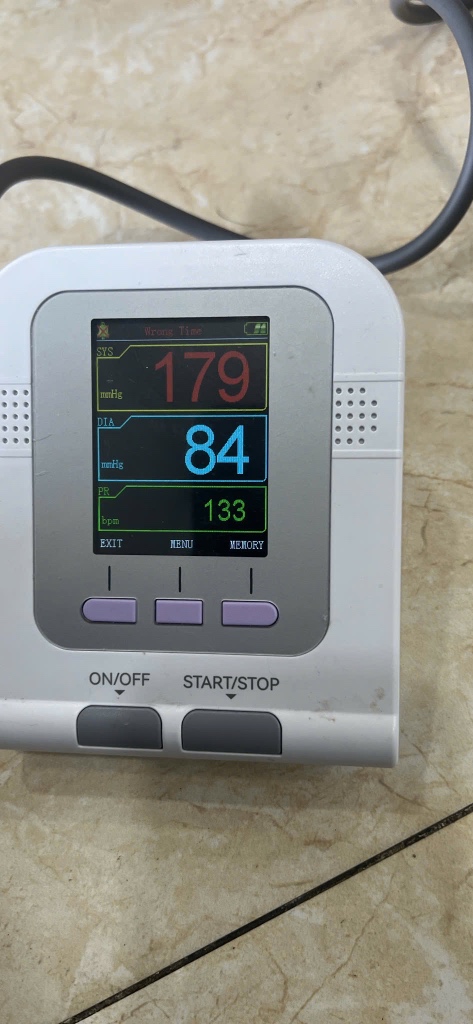 Wrong Time
SYS
179
mmHg
DIA
84
mmHg
PR
133
bpm
EXIT MENU MEMORY
ON/OFF START/STOP